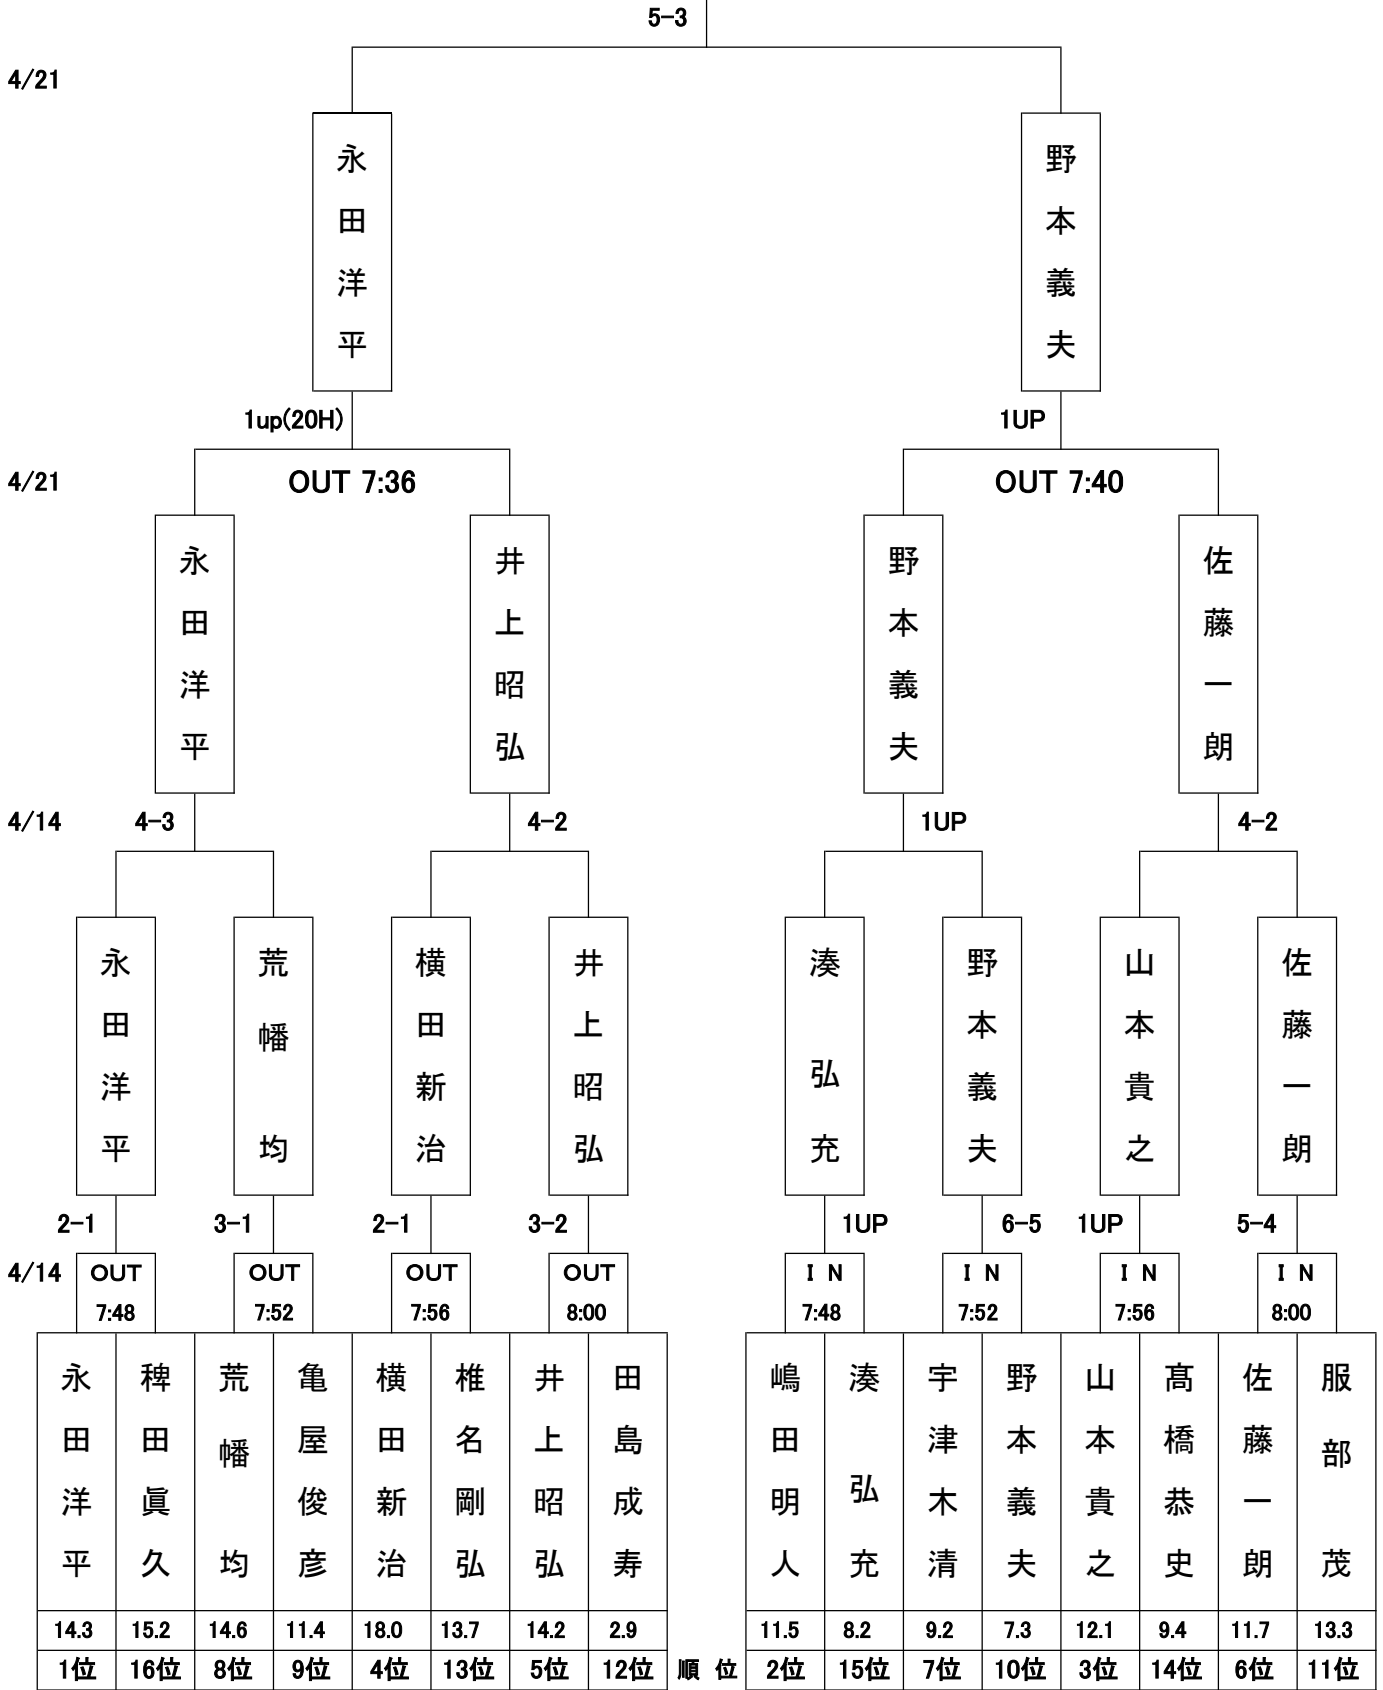 5-3
4/21
永田洋平
野本義夫
1up(20H)
1UP
4/21
OUT 7:36
OUT 7:40
永田洋平
井上昭弘
野本義夫
佐藤一朗
4/14
4-3
4-2
1UP
4-2
永田洋平
荒幡 均
横田新治
井上昭弘
湊 弘充
野本義夫
山本貴之
佐藤一朗
2-1
3-1
2-1
3-2
1UP
6-5
1UP
5-4
4/14
OUT
7:48
OUT
7:52
OUT
7:56
OUT
8:00
IN
7:48
IN
7:52
IN
7:56
IN
8:00
永田洋平
稗田眞久
荒幡 均
亀屋俊彦
横田新治
椎名剛弘
井上昭弘
田島成寿
嶋田明人
湊 弘充
宇津木清
野本義夫
山本貴之
髙橋恭史
佐藤一朗
服部 茂
14.3 15.2 14.6 11.4 18.0 13.7 14.2 2.9 11.5 8.2 9.2 7.3 12.1 9.4 11.7 13.3
1位 16位 8位 9位 4位 13位 5位 12位 順位 2位 15位 7位 10位 3位 14位 6位 11位